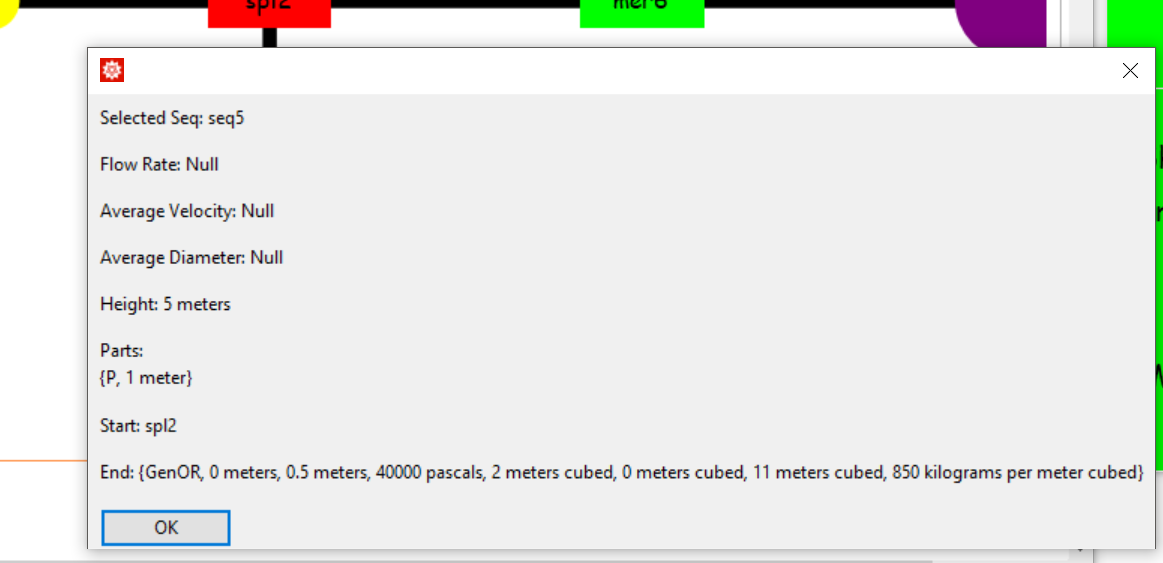 spl2
mer6
Selected Seq: seq5
Flow Rate: Null
Average Velocity: Null
Average Diameter: Null
Height: 5 meters
Parts:
{P, 1 meter}
Start: spl2
End: {GenOR, 0 meters, 0.5 meters, 40000 pascals, 2 meters cubed, 0 meters cubed, 11 meters cubed, 850 kilograms per meter cubed}
OK